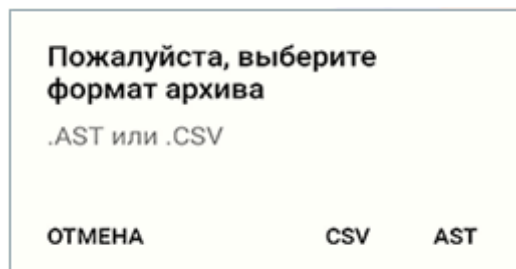 Пожалуйста, выберите
формат архива
.AST или .CSV
ОТМЕНА CSV AST